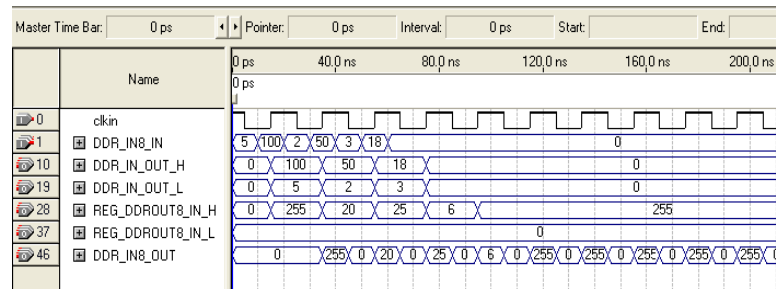 Master Time Bar: 0 ps Pointer: 0 ps Interval: 0 ps Start: End:
Name 0 ps 40.0 ns 80.0 ns 120.0 ns 160.0 ns 200.0 ns
0 ps
0 clkin
1 DDR_IN8_IN 5 100 2 50 3 18 0
10 DDR_IN_OUT_H 0 100 50 18 0
19 DDR_IN_OUT_L 0 5 2 3 0
28 REG_DDROUT8_IN_H 0 255 20 25 6 255
37 REG_DDROUT8_IN_L 0
46 DDR_IN8_OUT 0 255 0 20 0 25 0 6 0 255 0 255 0 255 0 255 0 255 0